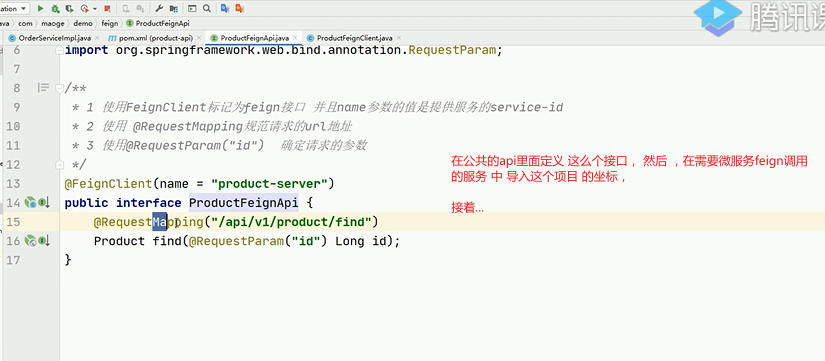 ation
ProductFeignApi
com
maoge
demo
feign
ProductFeignApi
腾讯课
OrderServiceImpl.java
pom.xml (product-api)
ProductFeignApi.java
ProductFeignClient.java
6 import org.springframework.web.bind.annotation.RequestParam;
7
8 /**
9 * 1 使用FeignClient标记为feign接口 并且name参数的值是提供服务的service-id
10 * 2 使用 @RequestMapping规范请求的url地址
11 * 3 使用@RequestParam("id") 确定请求的参数
12 */
13 @FeignClient(name = "product-server")
14 public interface ProductFeignApi {
15 @RequestMapping("/api/v1/product/find")
16 Product find(@RequestParam("id") Long id);
17 }
在公共的api里面定义 这么个接口 ,然后 ,在需要微服务feign调用
的服务 中 导入这个项目 的坐标 ,
接着...